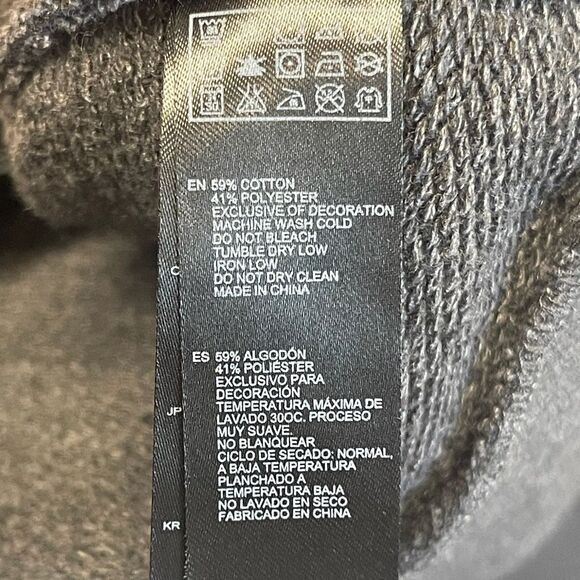 EN 59% COTTON
41% POLYESTER
EXCLUSIVE OF DECORATION
MACHINE WASH COLD
DO NOT BLEACH
TUMBLE DRY LOW
IRON LOW
DO NOT DRY CLEAN
MADE IN CHINA
C
ES 59% ALGODÓN
41% POLIÉSTER
EXCLUSIVO PARA
DECORACIÓN
TEMPERATURA MÁXIMA DE
LAVADO 30OC. PROCESO
MUY SUAVE.
NO BLANQUEAR
CICLO DE SECADO: NORMAL,
A BAJA TEMPERATURA
PLANCHADO A
TEMPERATURA BAJA
NO LAVADO EN SECO
FABRICADO EN CHINA
JP
KR